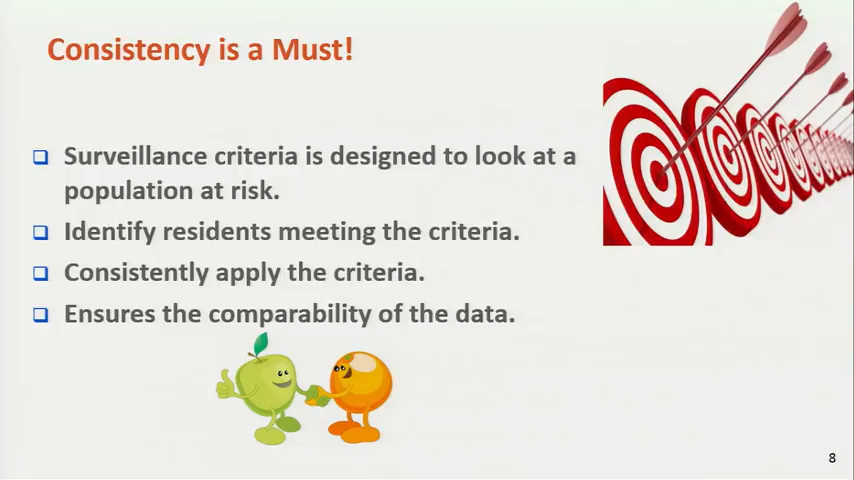 Consistency is a Must!
Surveillance criteria is designed to look at a
population at risk.
Identify residents meeting the criteria.
Consistently apply the criteria.
Ensures the comparability of the data.
8